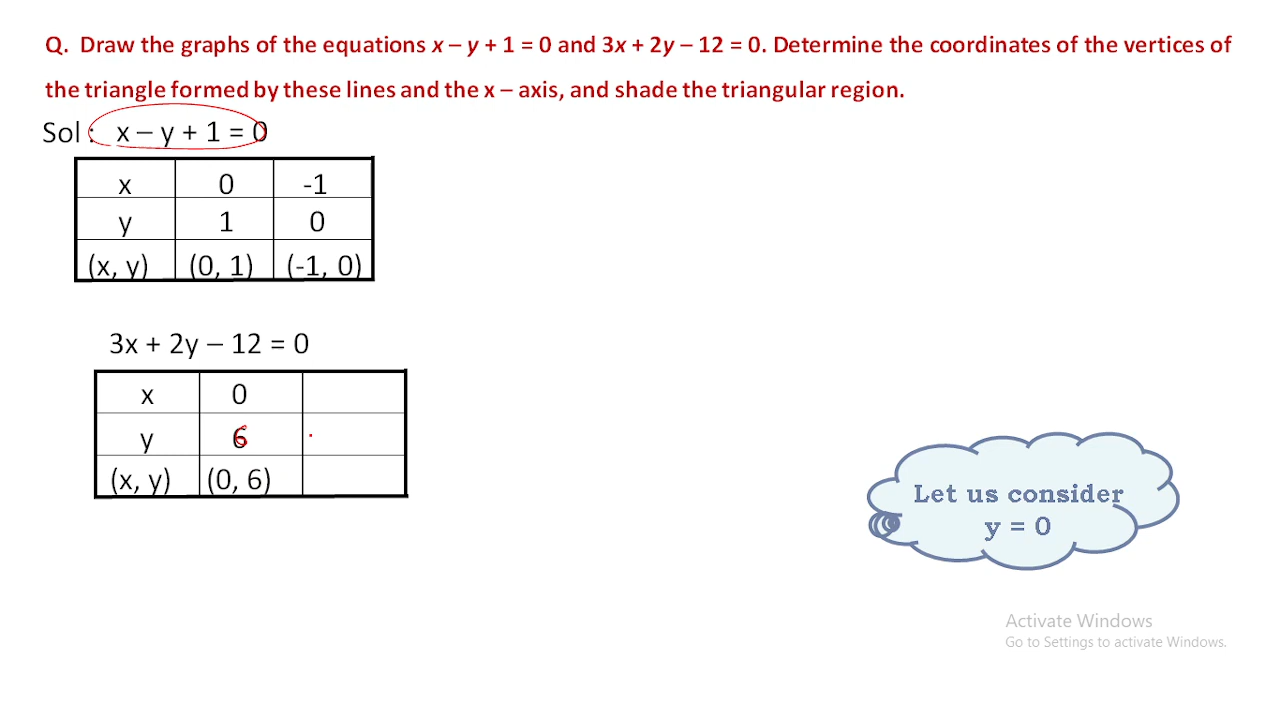 Q. Draw the graphs of the equations x – y + 1 = 0 and 3x + 2y – 12 = 0. Determine the coordinates of the vertices of
the triangle formed by these lines and the x – axis, and shade the triangular region.
Sol : x – y + 1 = 0
x 0 -1
y 1 0
(x, y) (0, 1) (-1, 0)
3x + 2y – 12 = 0
x 0
y 6
(x, y) (0, 6)
Let us consider
y = 0
Activate Windows
Go to Settings to activate Windows.